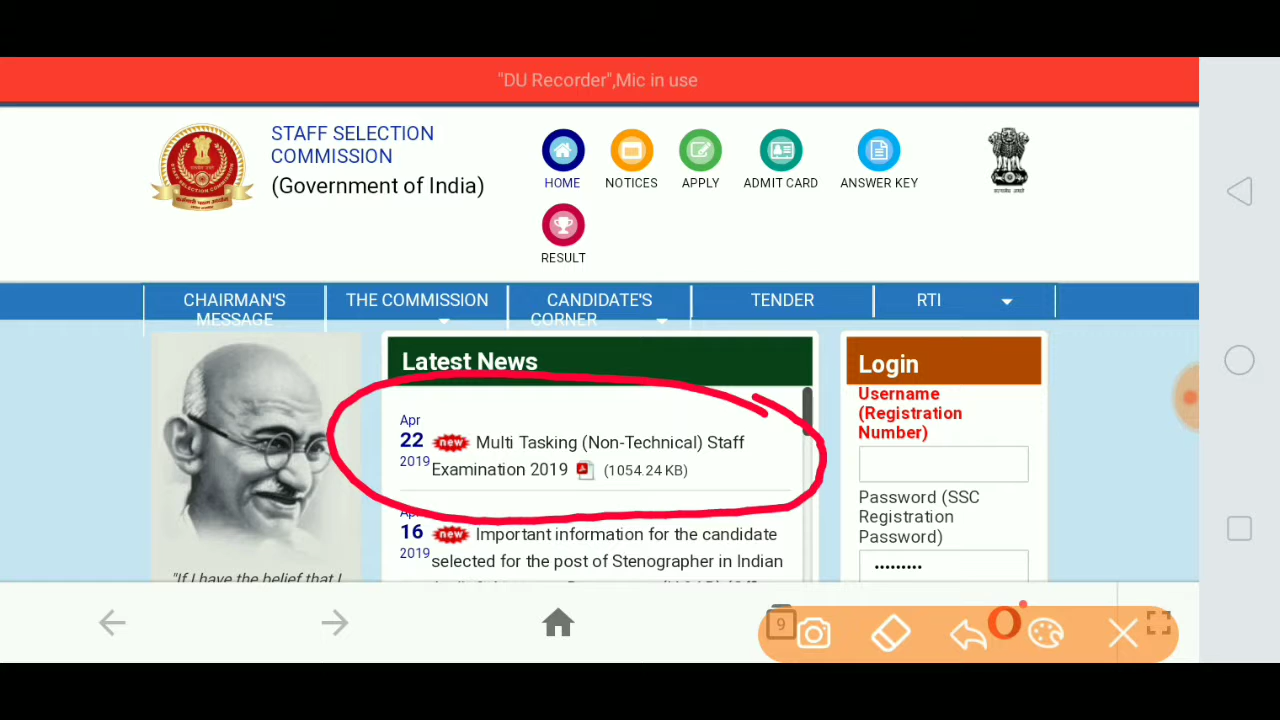 "DU Recorder",Mic in use
STAFF SELECTION
COMMISSION
(Government of India)
HOME
NOTICES
APPLY
ADMIT CARD
ANSWER KEY
RESULT
CHAIRMAN'S
MESSAGE
THE COMMISSION
CANDIDATE'S
CORNER
TENDER
RTI
Latest News
Apr
22
2019
new Multi Tasking (Non-Technical) Staff
Examination 2019 (1054.24 KB)
16
2019
new Important information for the candidate
selected for the post of Stenographer in Indian
Login
Username
(Registration
Number)
Password (SSC
Registration
Password)
•••••••••
"If I have the belief that I
9